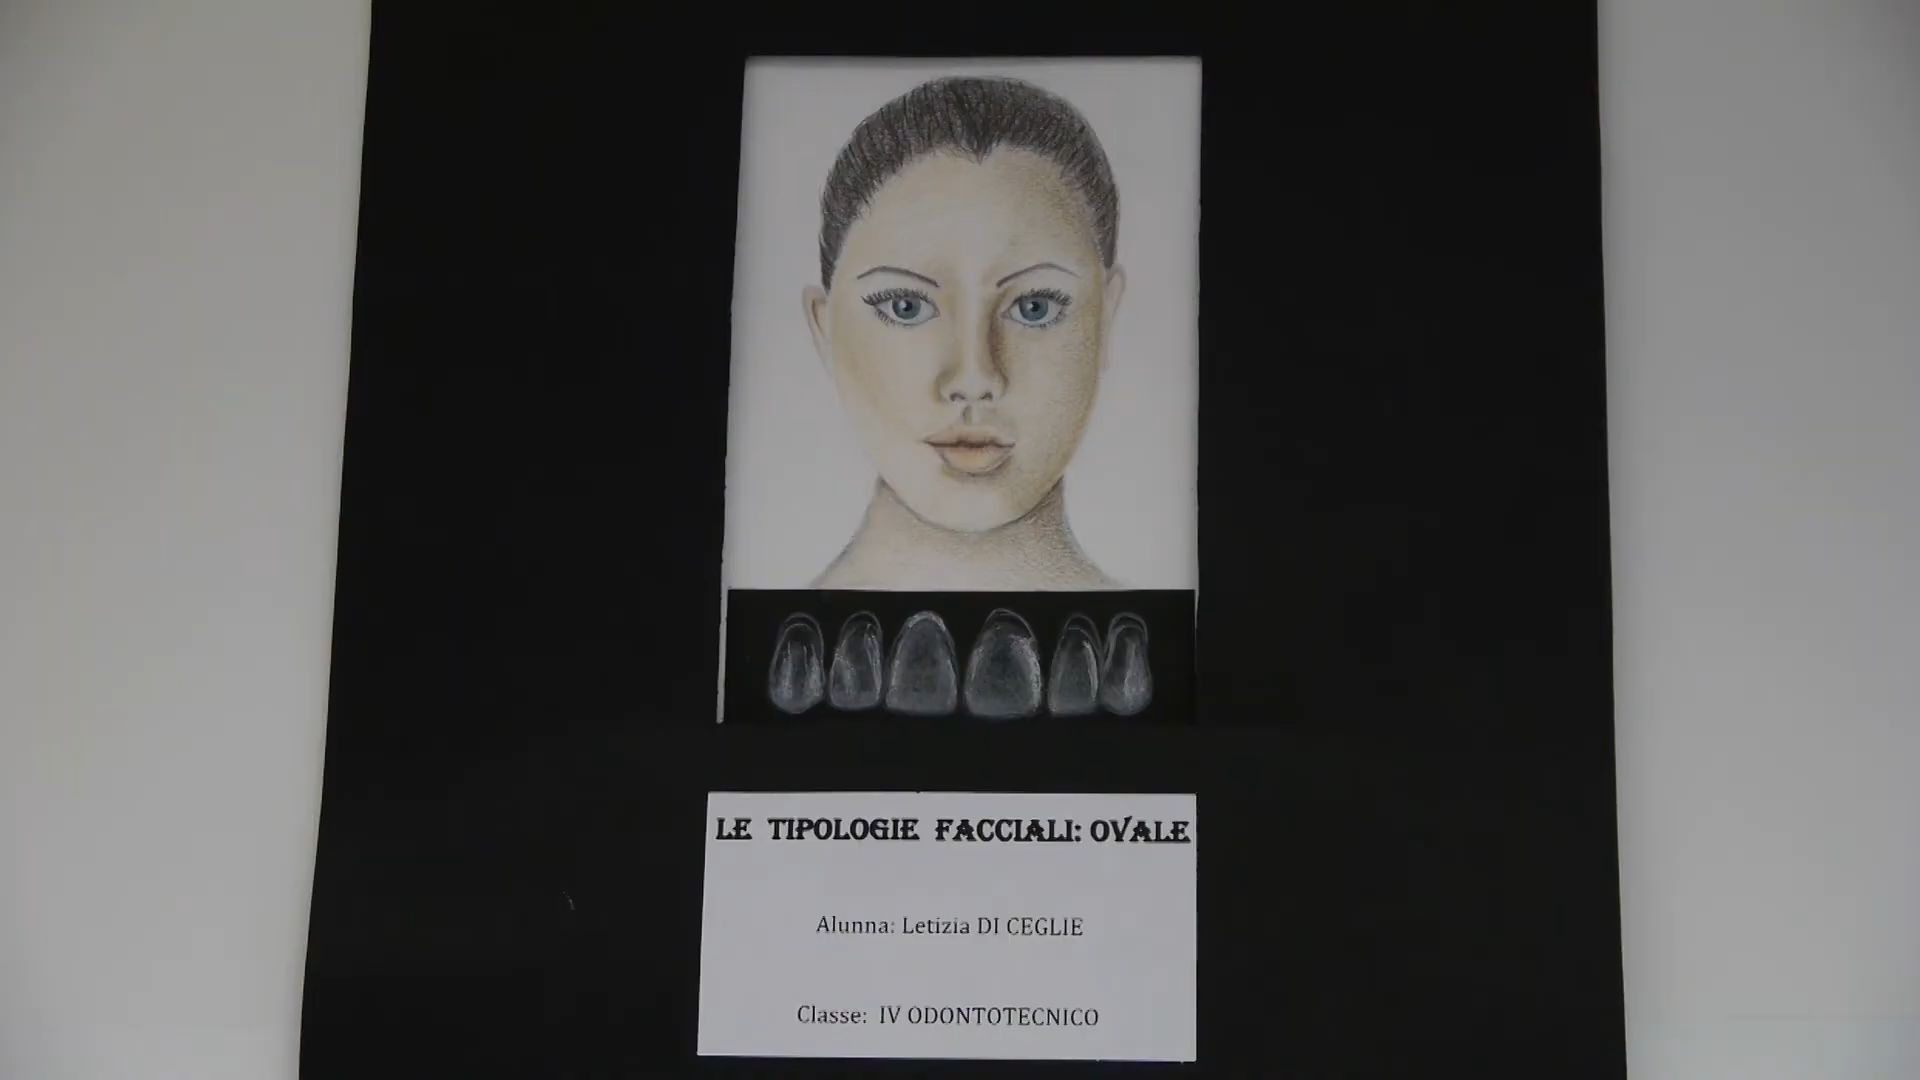 LE TIPOLOGIE FACCIALI: OVALE
Alunna: Letizia DI CEGLIE
Classe: IV ODONTOTECNICO